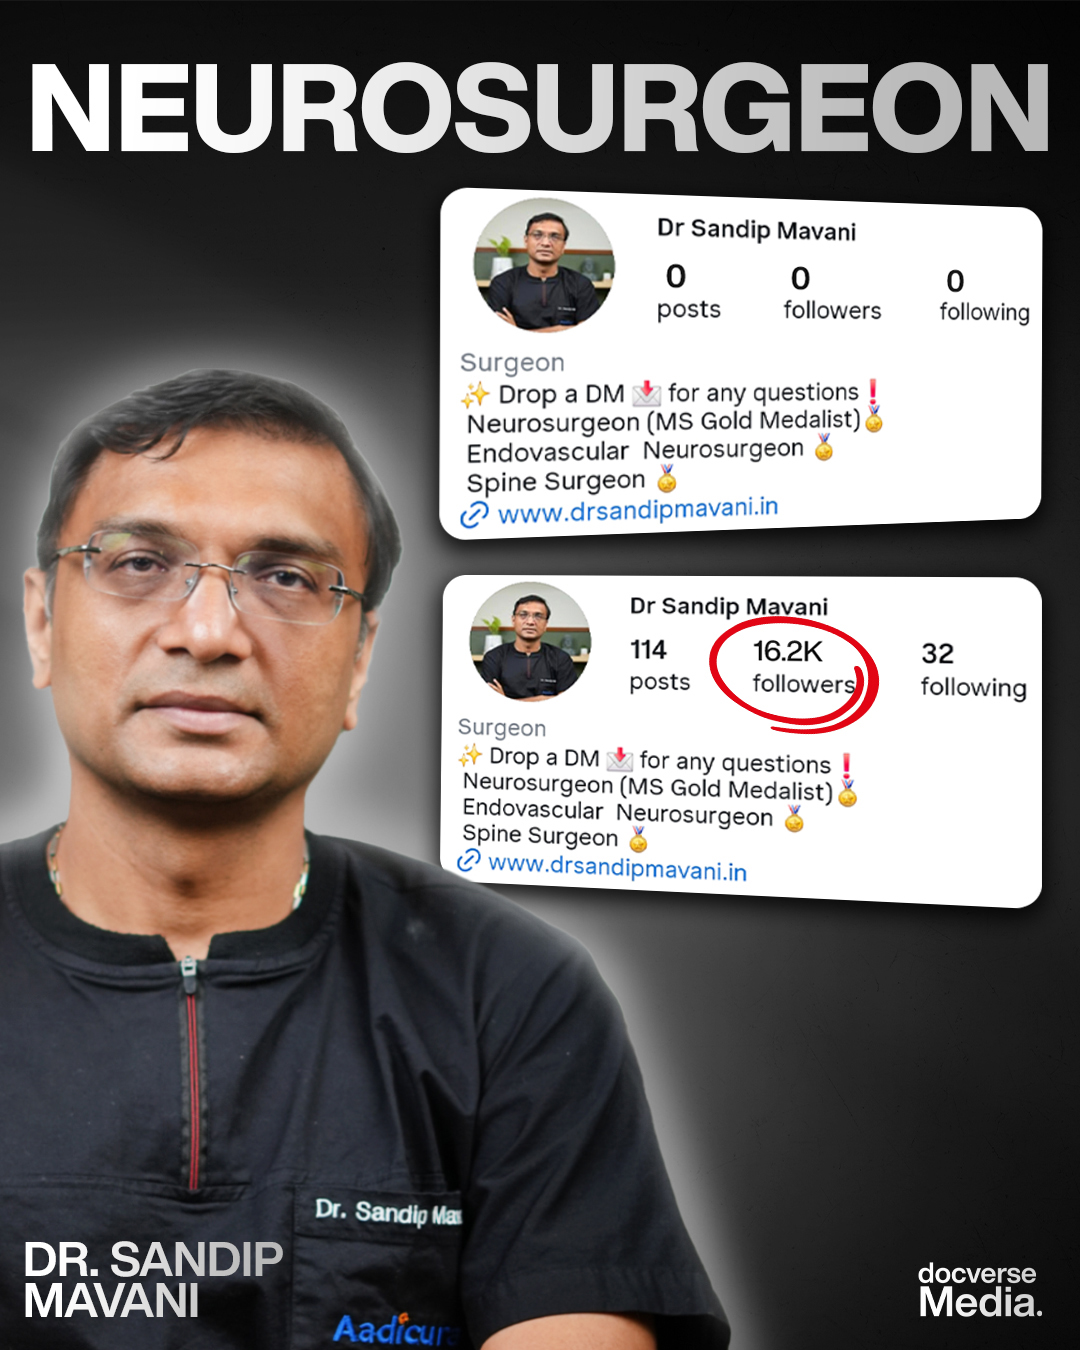 NEUROSURGEON
Dr Sandip Mavani
0 0 0
posts followers following
Surgeon
✨ Drop a DM 📩 for any questions❗
Neurosurgeon (MS Gold Medalist)🏅
Endovascular Neurosurgeon 🏅
Spine Surgeon 🏅
www.drsandipmavani.in
Dr Sandip Mavani
114 16.2K 32
posts followers following
Surgeon
✨ Drop a DM 📩 for any questions❗
Neurosurgeon (MS Gold Medalist)🏅
Endovascular Neurosurgeon 🏅
Spine Surgeon 🏅
www.drsandipmavani.in
Dr. Sandip
DR. SANDIP
MAVANI
docverse
Media.